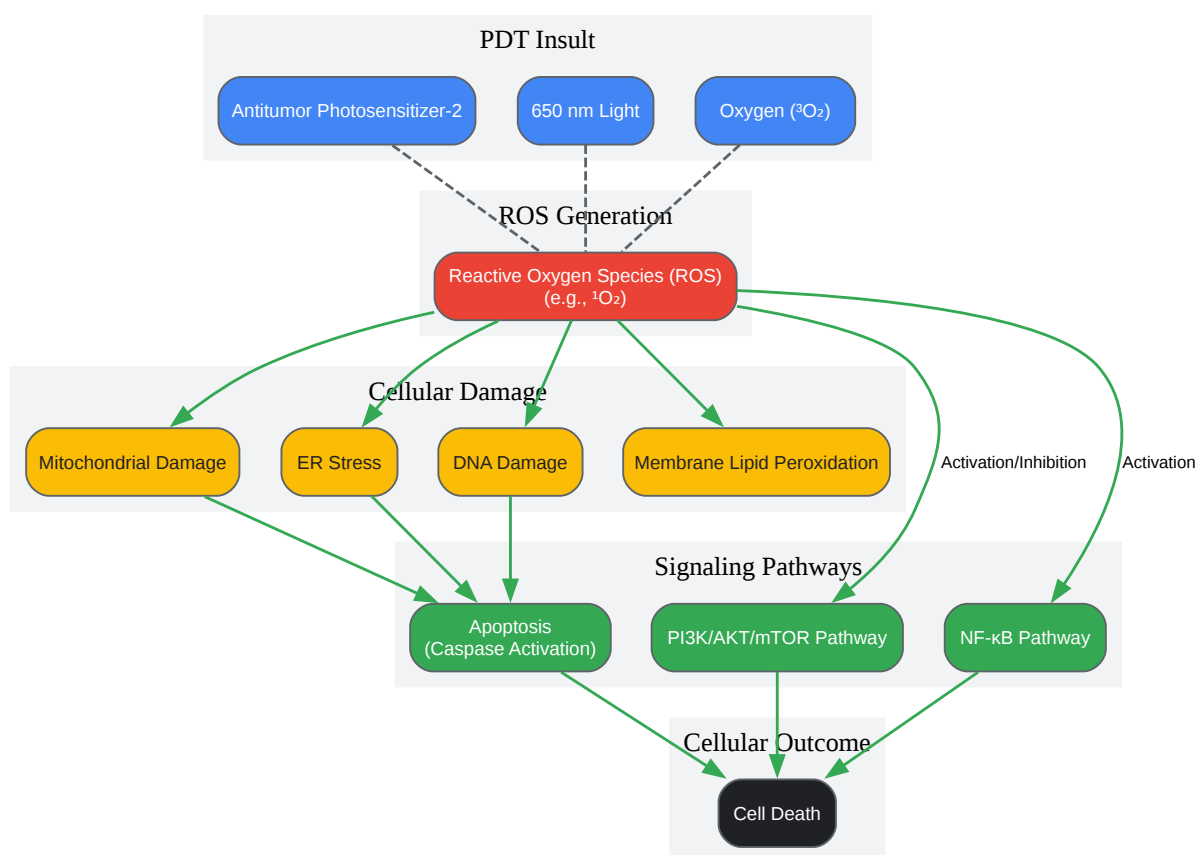 PDT Insult
Antitumor Photosensitizer-2
650 nm Light
Oxygen (³O₂)
ROS Generation
Reactive Oxygen Species (ROS)
(e.g., ¹O₂)
Cellular Damage
Mitochondrial Damage
ER Stress
DNA Damage
Membrane Lipid Peroxidation
Activation/Inhibition
Activation
Signaling Pathways
Apoptosis
(Caspase Activation)
PI3K/AKT/mTOR Pathway
NF-κB Pathway
Cellular Outcome
Cell Death